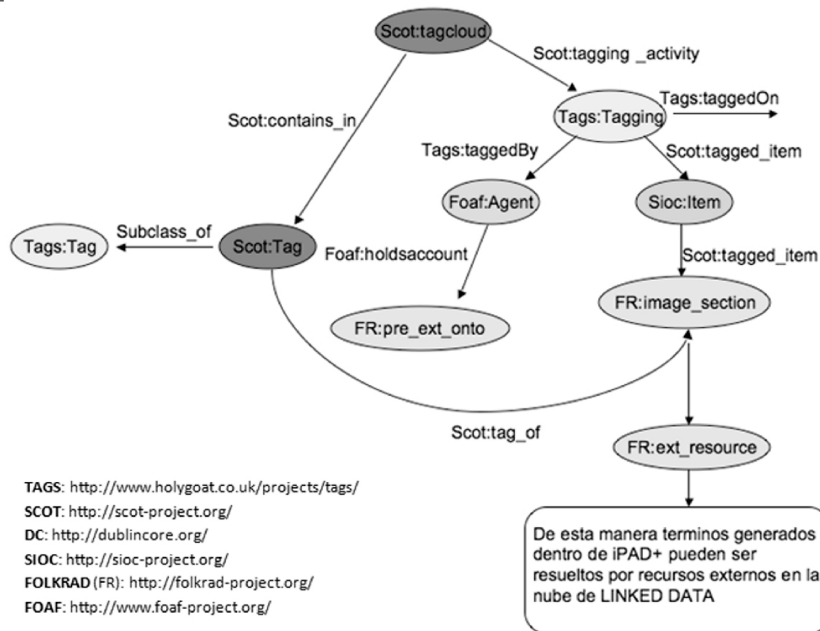 Scot:tagcloud
Scot:tagging _activity
Scot:contains_in
Tags:Tagging
Tags:taggedOn
Tags:taggedBy
Scot:tagged_item
Foaf:Agent
Sioc:Item
Tags:Tag
Subclass_of
Scot:Tag
Foaf:holdsaccount
Scot:tagged_item
FR:pre_ext_onto
FR:image_section
Scot:tag_of
FR:ext_resource
TAGS: http://www.holygoat.co.uk/projects/tags/
SCOT: http://scot-project.org/
DC: http://dublincore.org/
SIOC: http://sioc-project.org/
FOLKRAD (FR): http://folkrad-project.org/
FOAF: http://www.foaf-project.org/
De esta manera terminos generados
dentro de iPAD+ pueden ser
resueltos por recursos externos en la
nube de LINKED DATA